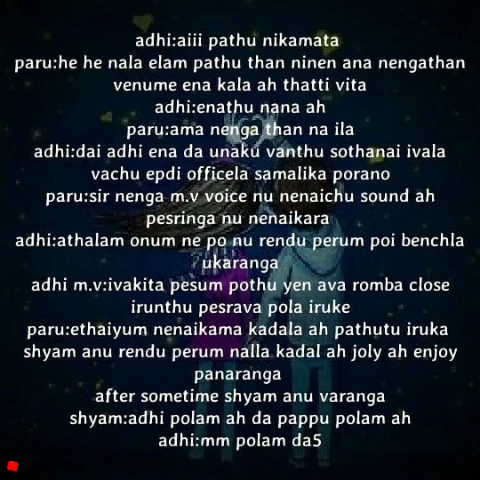 adhi:aiii pathu nikamata
paru:he he nala elam pathu than ninen ana nengathan
venume ena kala ah thatti vita
adhi:enathu nana ah
paru:ama nenga than na ila
adhi:dai adhi ena da unaku vanthu sothanai ivala
vachu epdi officela samalika porano
paru:sir nenga m.v voice nu nenaichu sound ah
pesringa nu nenaikara
adhi:athalam onum ne po nu rendu perum poi benchla
ukaranga
adhi m.v:ivakita pesum pothu yen ava romba close
irunthu pesrava pola iruke
paru:ethaiyum nenaikama kadala ah pathutu iruka
shyam anu rendu perum nalla kadal ah joly ah enjoy
panaranga
after sometime shyam anu varanga
shyam:adhi polam ah da pappu polam ah
adhi:mm polam da5